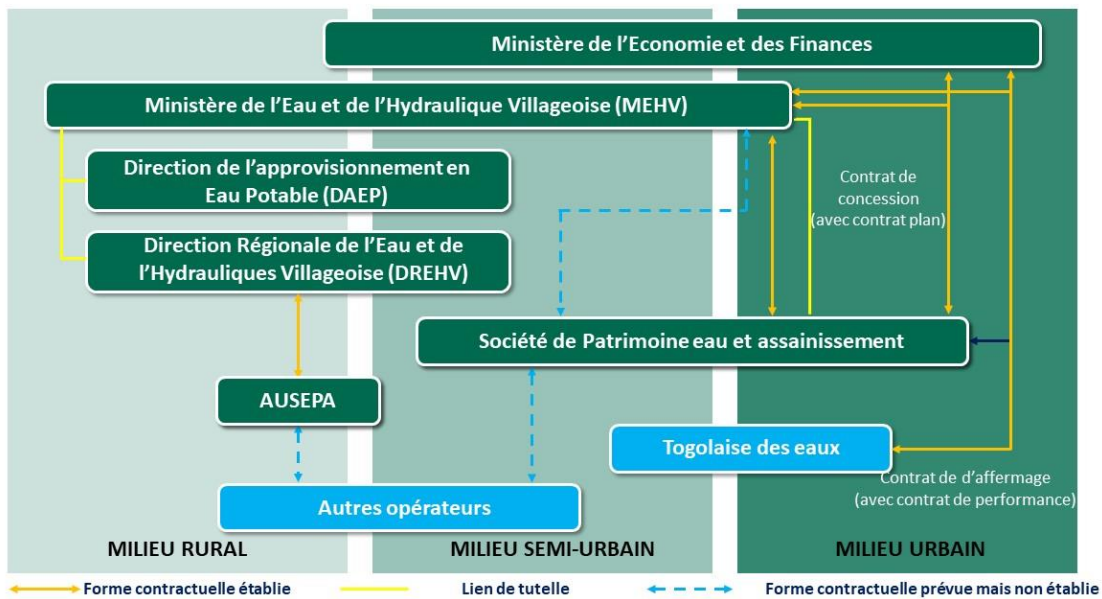 Ministère de l’Economie et des Finances
Ministère de l’Eau et de l’Hydraulique Villageoise (MEHV)
Direction de l’approvisionnement en
Eau Potable (DAEP)
Direction Régionale de l’Eau et de
l’Hydrauliques Villageoise (DREHV)
Contrat de
concession
(avec contrat plan)
Société de Patrimoine eau et assainissement
AUSEPA
Togolaise des eaux
Contrat de d’affermage
(avec contrat de performance)
Autres opérateurs
MILIEU RURAL
MILIEU SEMI-URBAIN
MILIEU URBAIN
Forme contractuelle établie
Lien de tutelle
Forme contractuelle prévue mais non établie